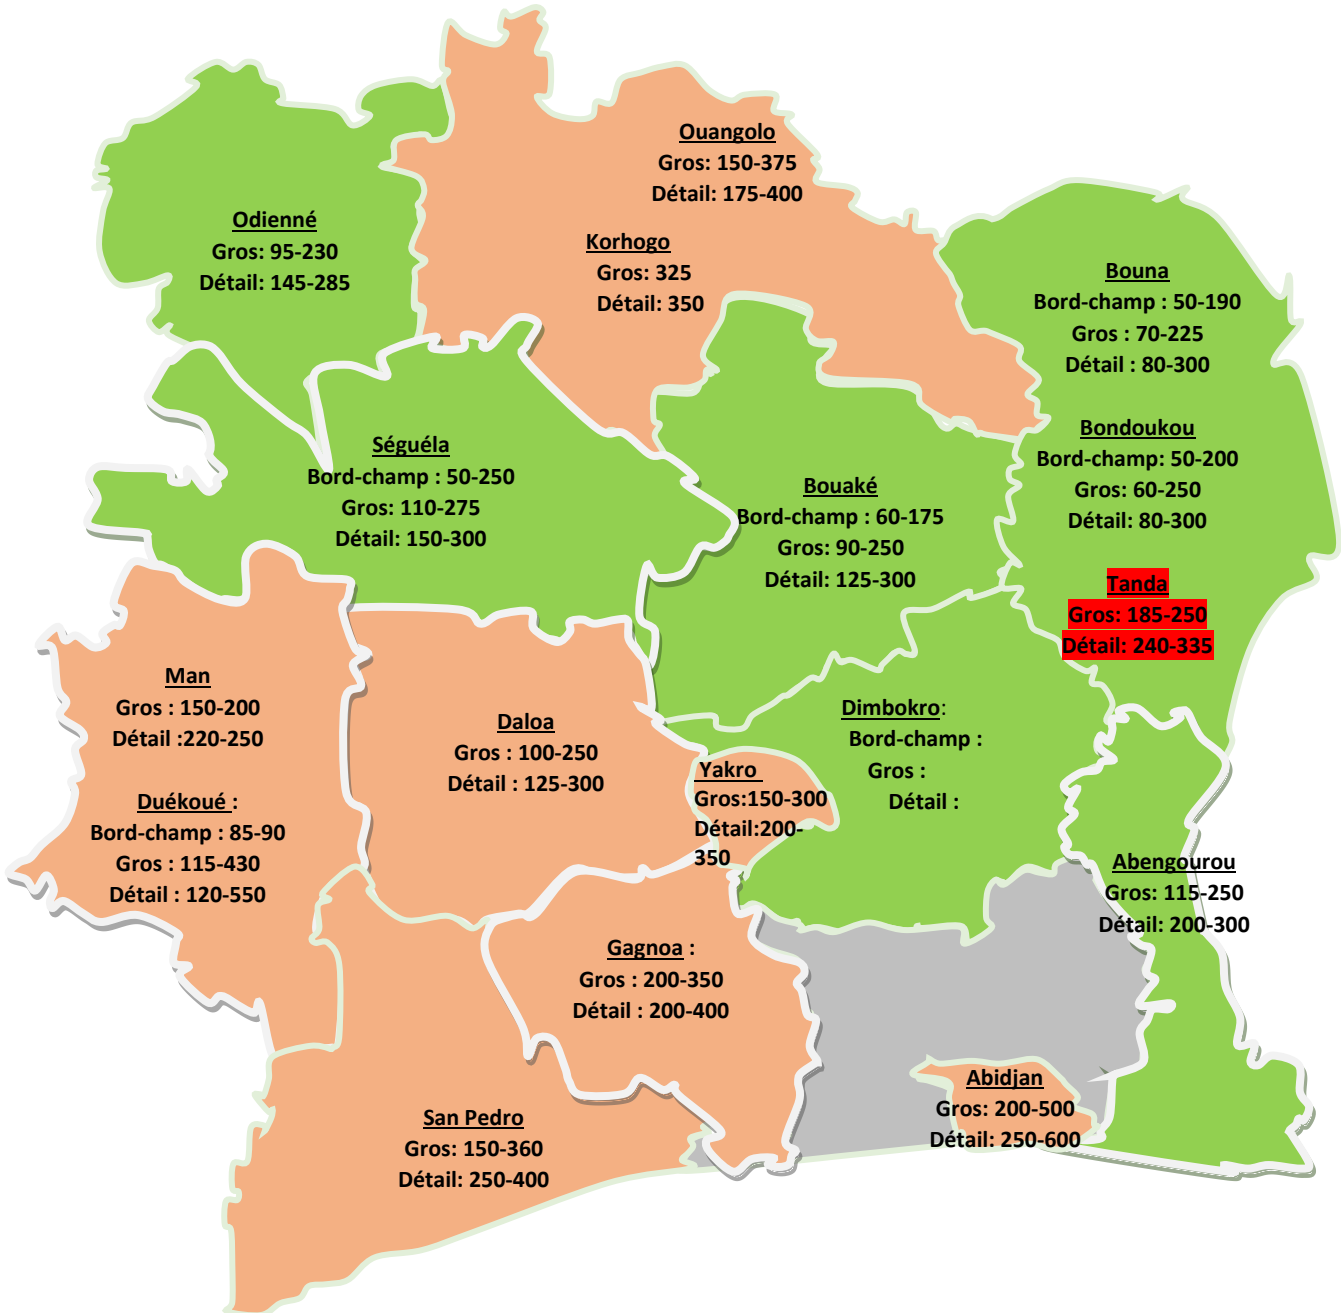 Ouangolo
Gros: 150-375
Détail: 175-400
Odienné
Gros: 95-230
Détail: 145-285
Korhogo
Gros: 325
Détail: 350
Bouna
Bord-champ : 50-190
Gros : 70-225
Détail : 80-300
Bondoukou
Bord-champ: 50-200
Gros: 60-250
Détail: 80-300
Séguéla
Bord-champ : 50-250
Gros: 110-275
Détail: 150-300
Bouaké
Bord-champ : 60-175
Gros: 90-250
Détail: 125-300
Tanda
Gros: 185-250
Détail: 240-335
Man
Gros : 150-200
Détail :220-250
Daloa
Gros : 100-250
Détail : 125-300
Dimbokro:
Bord-champ :
Gros :
Détail :
Yakro
Gros:150-300
Détail:200-
350
Duékoué :
Bord-champ : 85-90
Gros : 115-430
Détail : 120-550
Abengourou
Gros: 115-250
Détail: 200-300
Gagnoa :
Gros : 200-350
Détail : 200-400
Abidjan
Gros: 200-500
Détail: 250-600
San Pedro
Gros: 150-360
Détail: 250-400